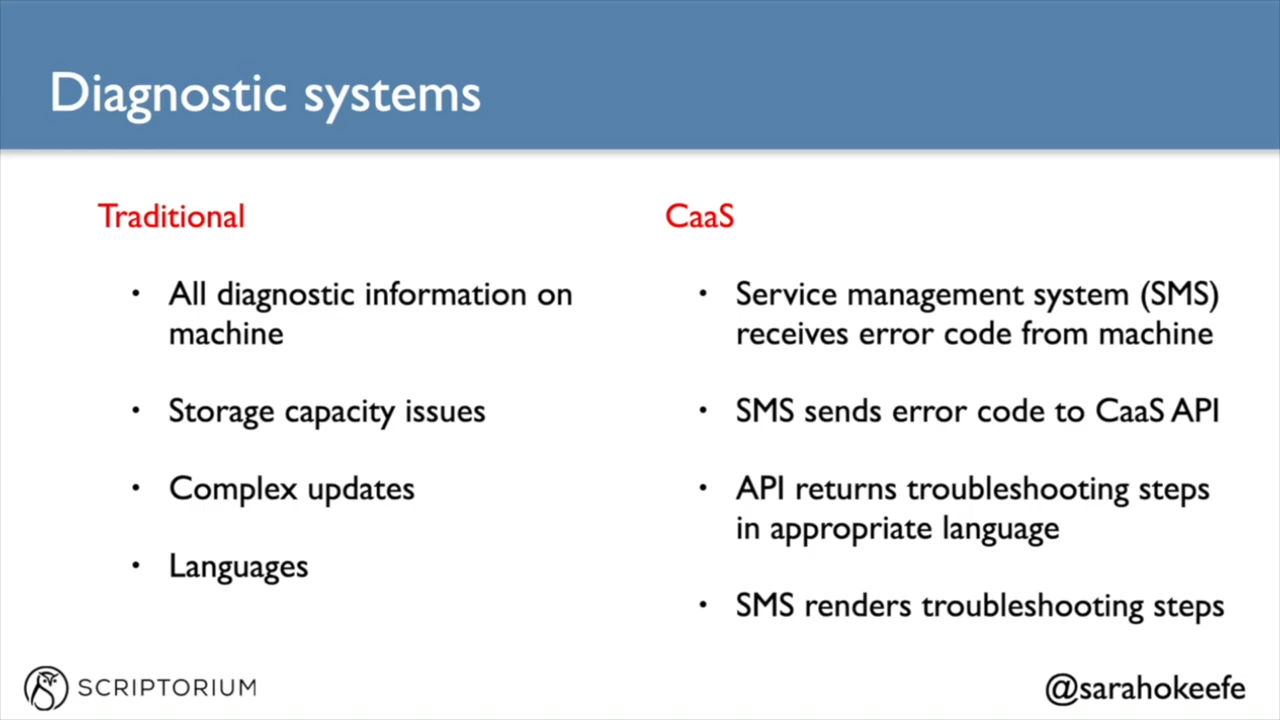 Diagnostic systems
Traditional
• All diagnostic information on
machine
• Storage capacity issues
• Complex updates
• Languages
CaaS
• Service management system (SMS)
receives error code from machine
• SMS sends error code to CaaS API
• API returns troubleshooting steps
in appropriate language
• SMS renders troubleshooting steps
SCRIPTORIUM
@sarahokeefe